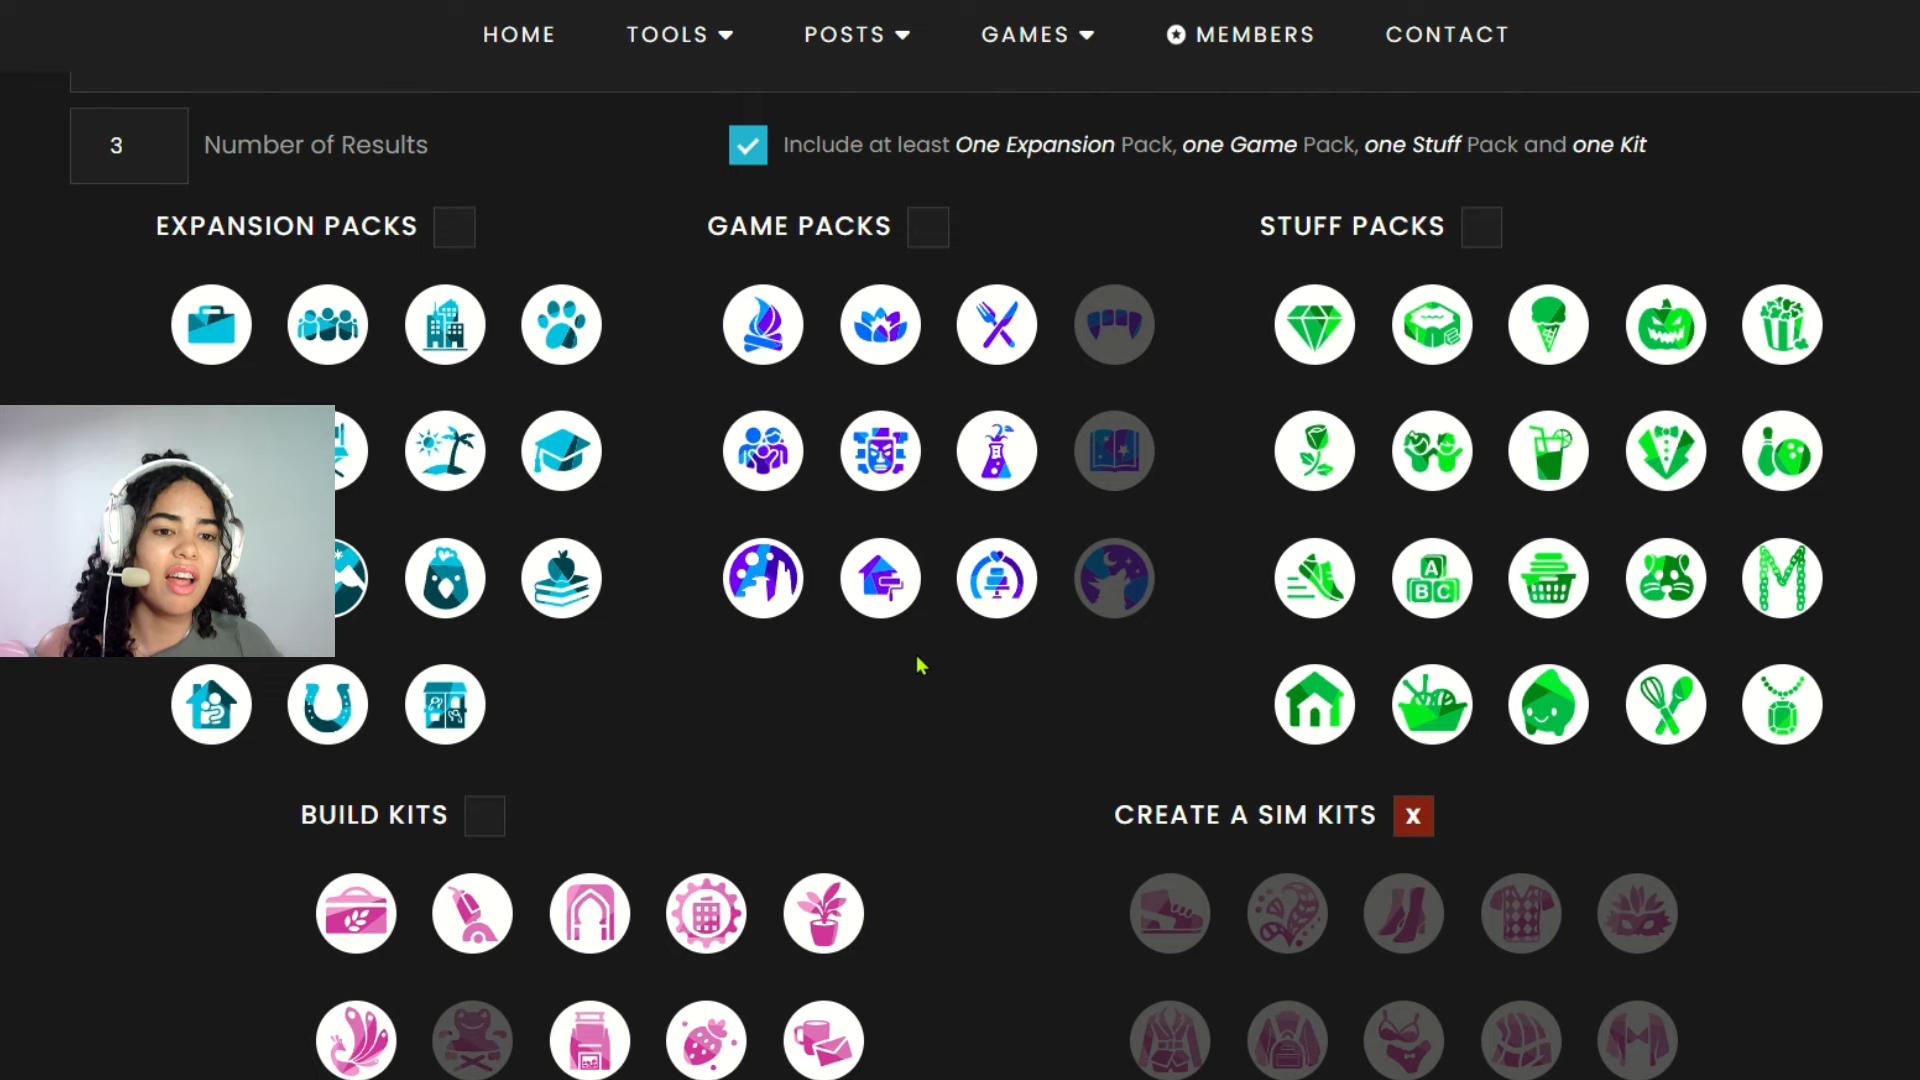 HOME TOOLS POSTS GAMES MEMBERS CONTACT
3 Number of Results Include at least One Expansion Pack, one Game Pack, one Stuff Pack and one Kit
EXPANSION PACKS GAME PACKS STUFF PACKS
A
B C
M
BUILD KITS CREATE A SIM KITS X